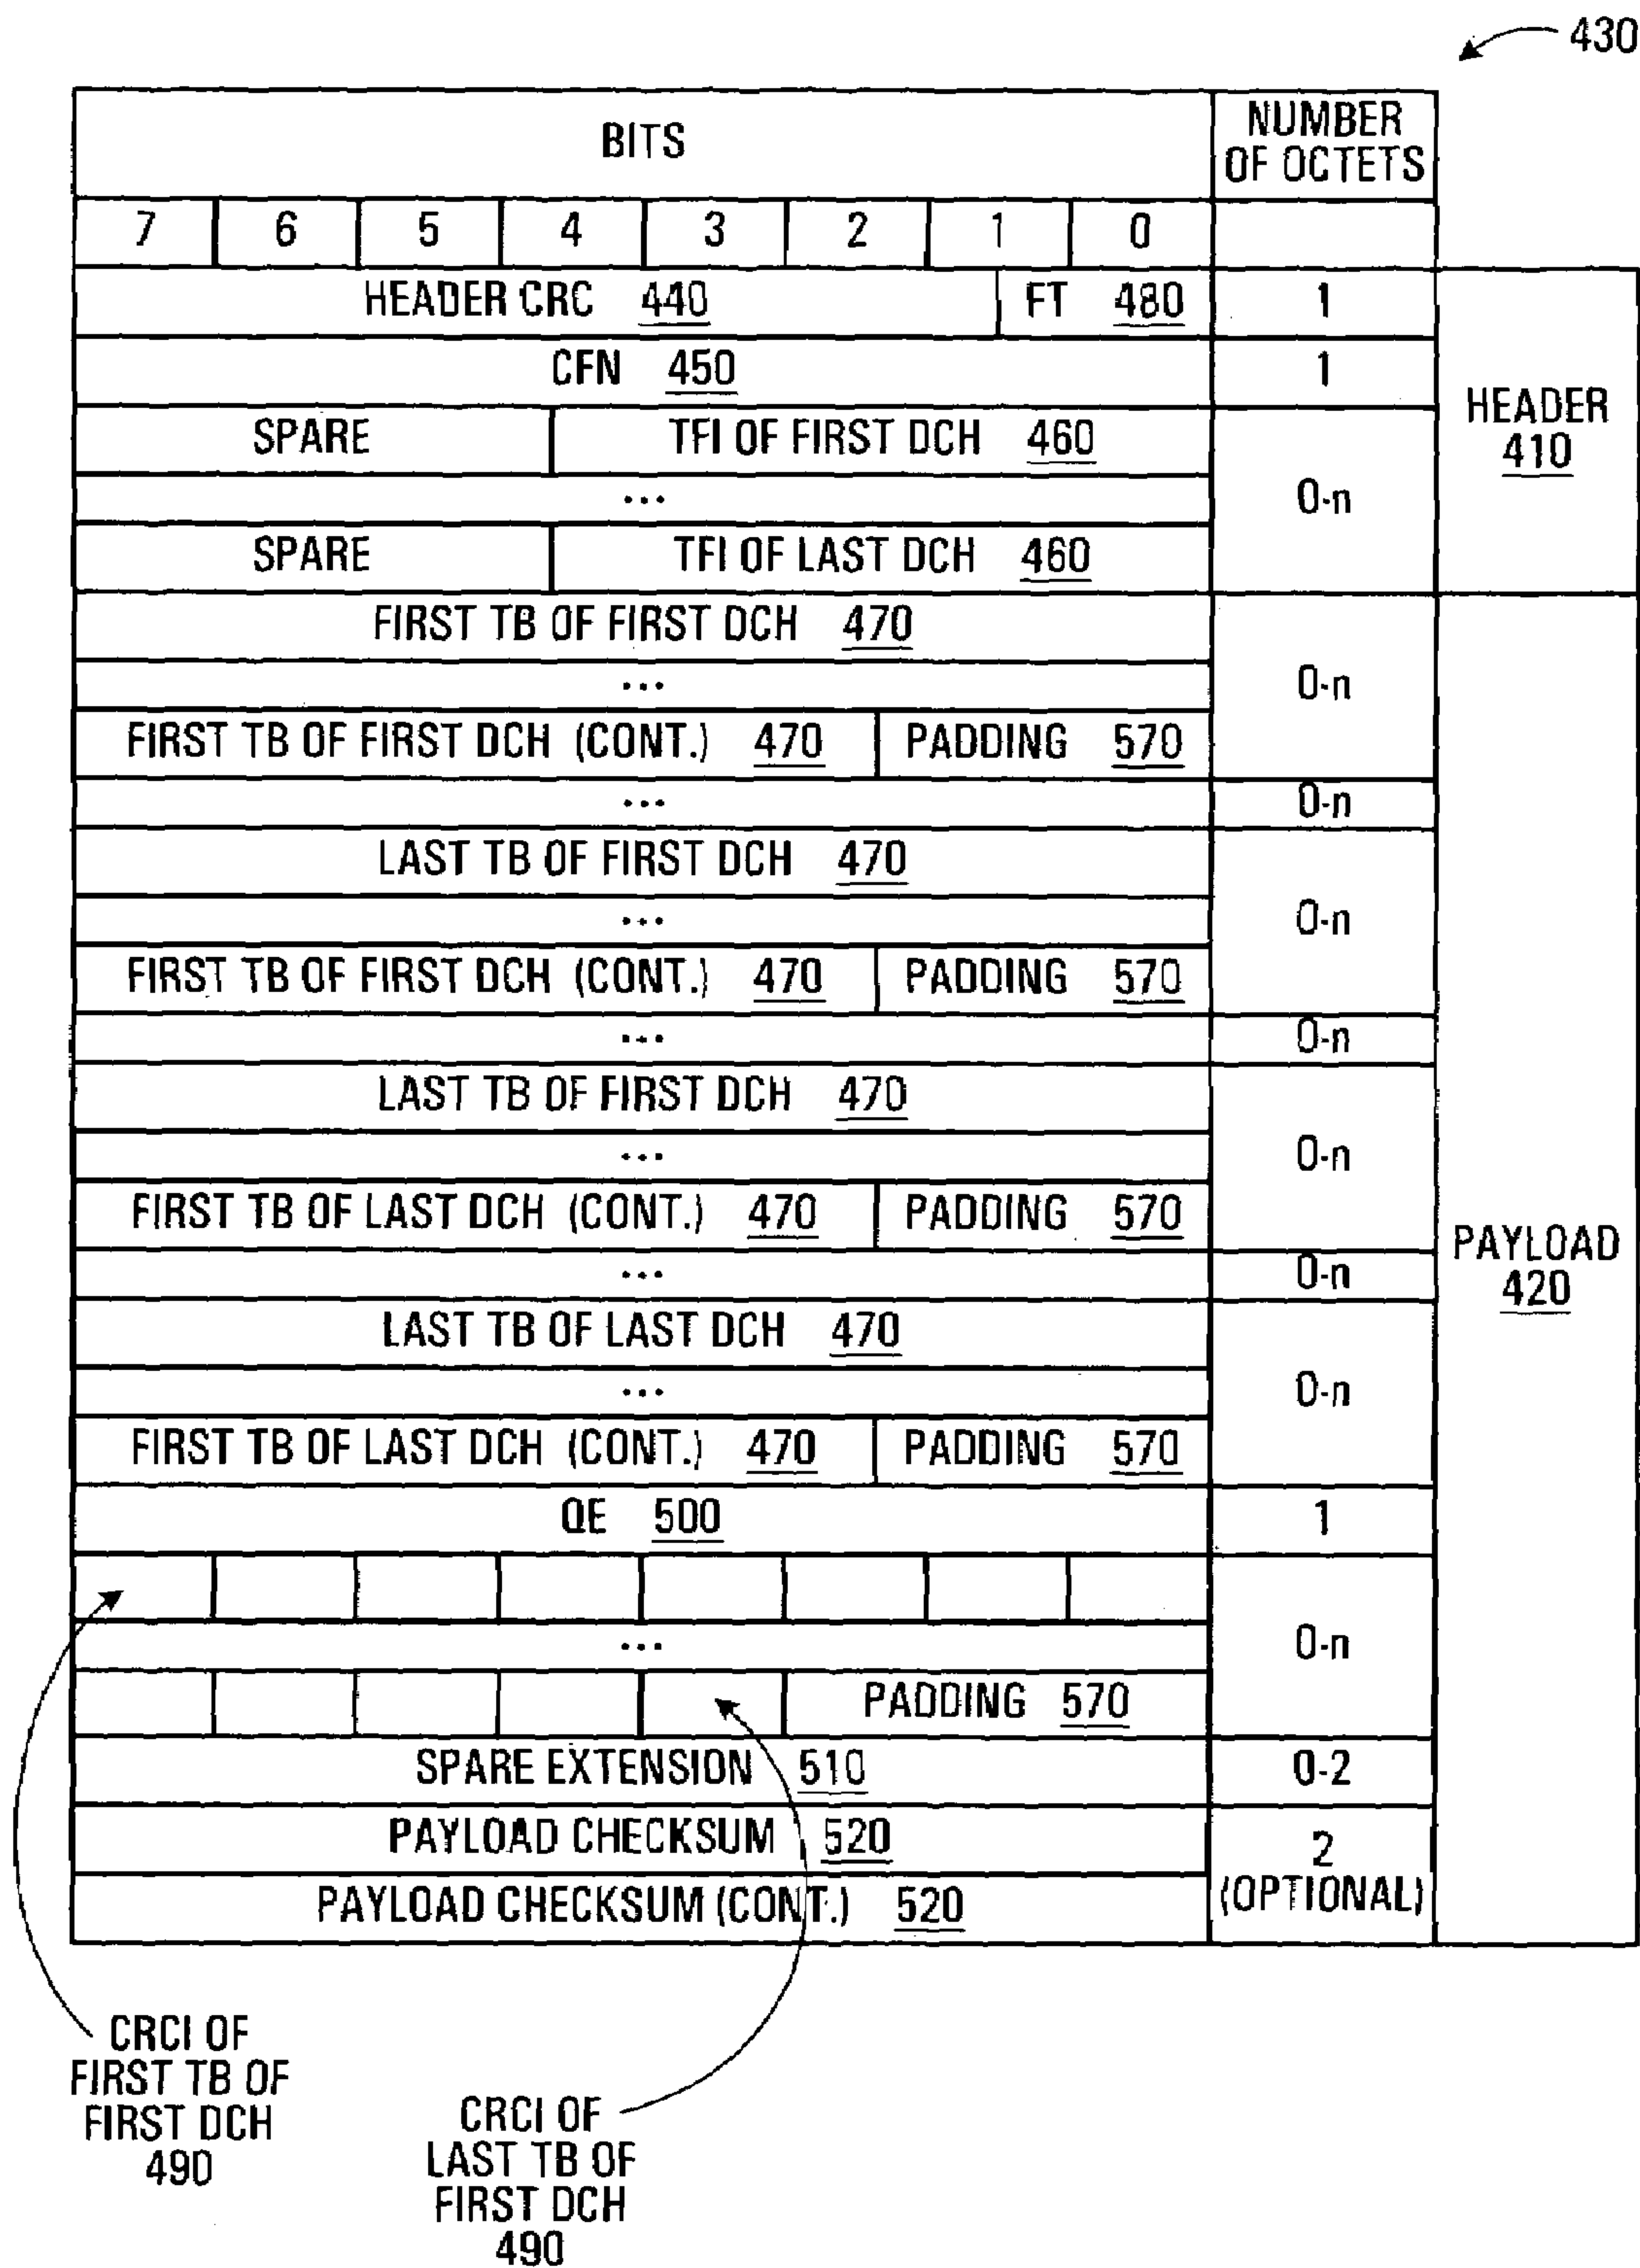 430
BITS
NUMBER
OF OCTETS
7 6 5 4 3 2 1 0
HEADER CRC 440 FT 480 1
CFN 450 1
HEADER
410
SPARE TFI OF FIRST DCH 460
... 0-n
SPARE TFI OF LAST DCH 460
FIRST TB OF FIRST DCH 470
... 0-n
FIRST TB OF FIRST DCH (CONT.) 470 PADDING 570
... 0-n
LAST TB OF FIRST DCH 470
... 0-n
FIRST TB OF FIRST DCH (CONT.) 470 PADDING 570
... 0-n
LAST TB OF FIRST DCH 470
... 0-n
FIRST TB OF LAST DCH (CONT.) 470 PADDING 570
PAYLOAD
420
... 0-n
LAST TB OF LAST DCH 470
... 0-n
FIRST TB OF LAST DCH (CONT.) 470 PADDING 570
QE 500 1
... 0-n
PADDING 570
SPARE EXTENSION 510 0-2
PAYLOAD CHECKSUM 520 2
PAYLOAD CHECKSUM (CONT.) 520 (OPTIONAL)
CRCI OF
FIRST TB OF
FIRST DCH
490
CRCI OF
LAST TB OF
FIRST DCH
490